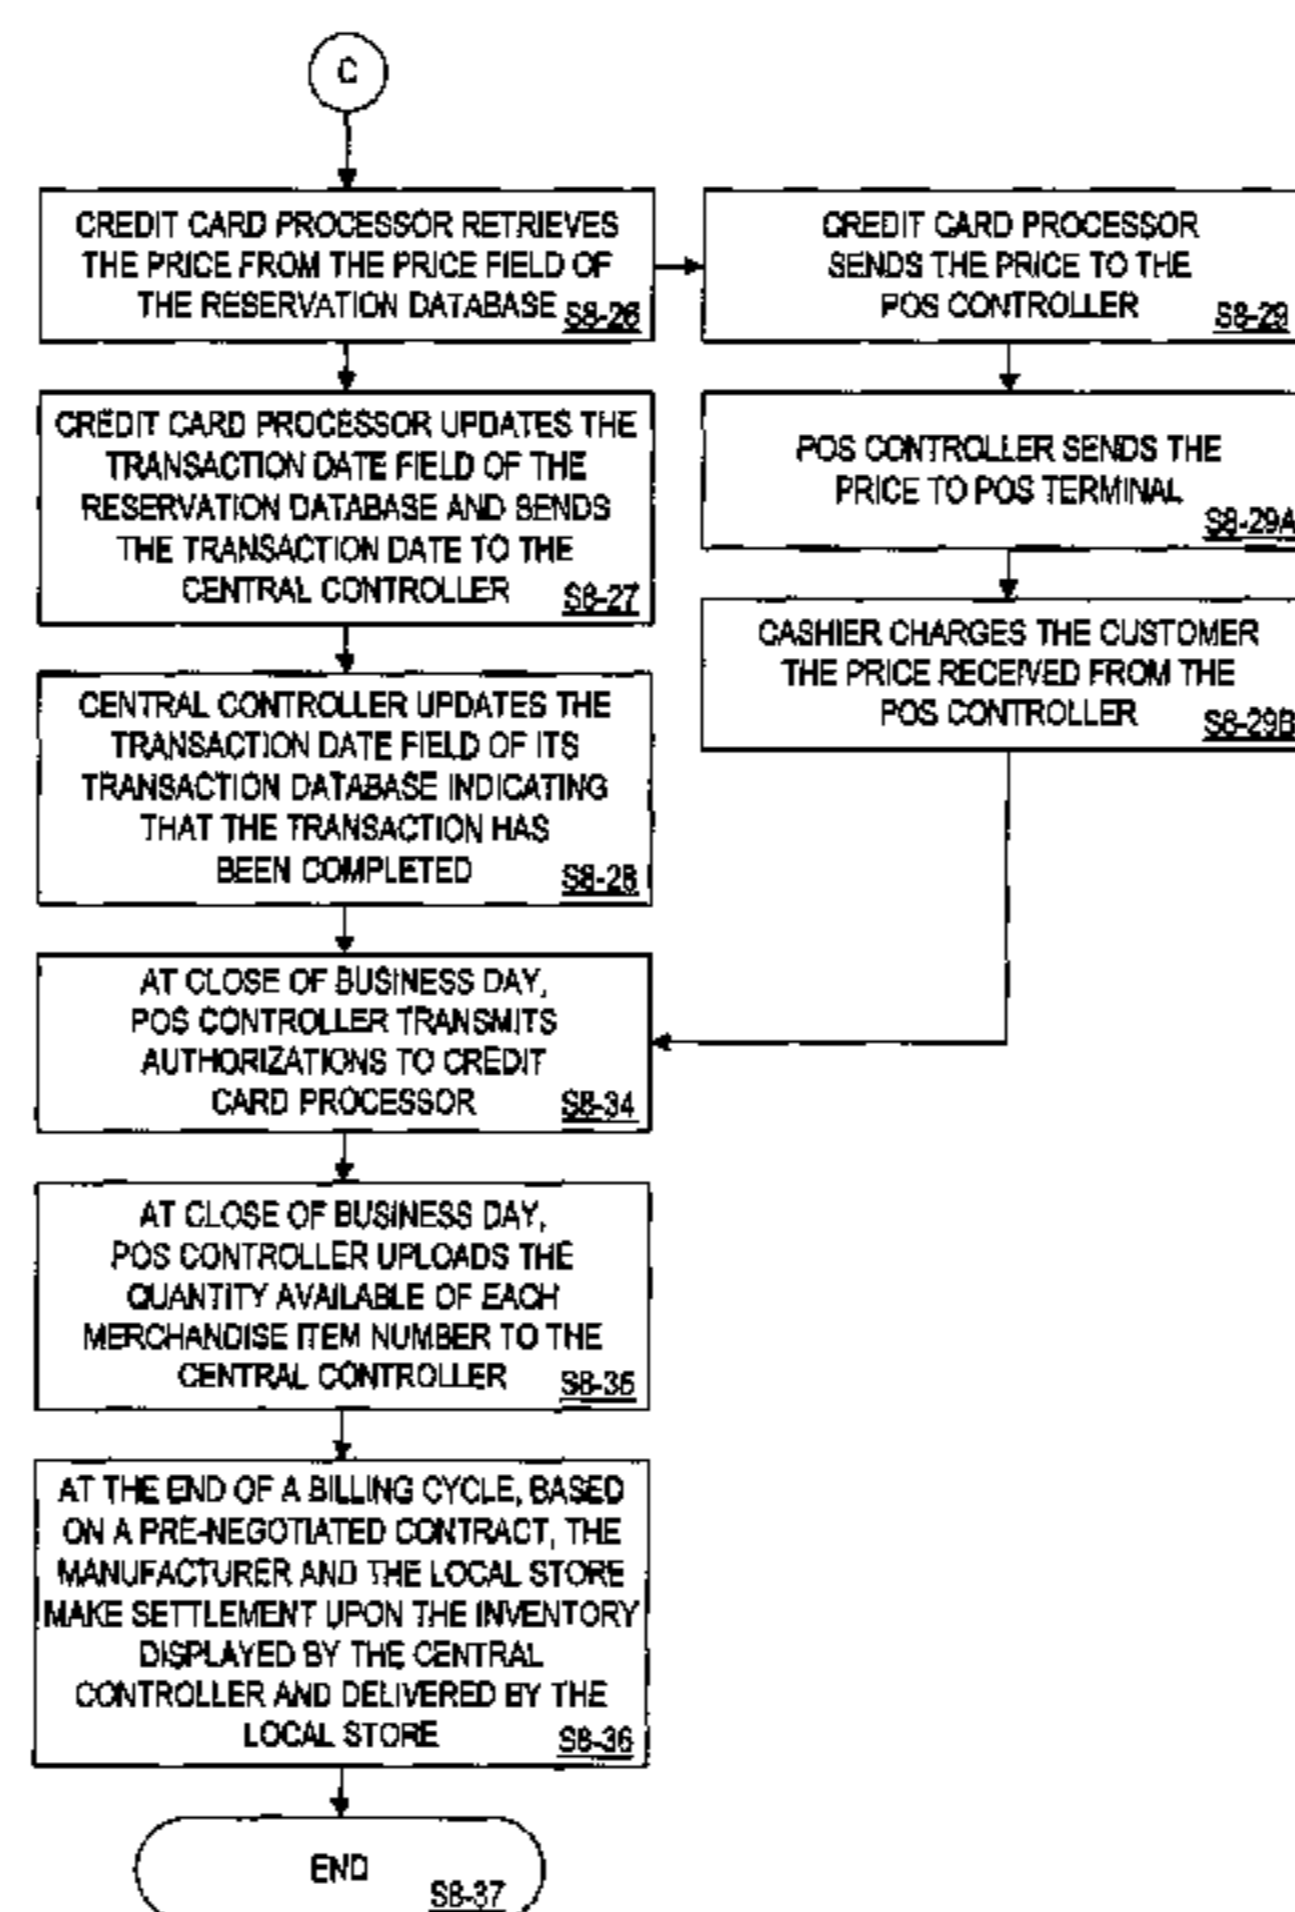 C
CREDIT CARD PROCESSOR RETRIEVES
THE PRICE FROM THE PRICE FIELD OF
THE RESERVATION DATABASE
S8-26
CREDIT CARD PROCESSOR
SENDS THE PRICE TO THE
POS CONTROLLER
S8-29
CREDIT CARD PROCESSOR UPDATES THE
TRANSACTION DATE FIELD OF THE
RESERVATION DATABASE AND SENDS
THE TRANSACTION DATE TO THE
CENTRAL CONTROLLER
S8-27
POS CONTROLLER SENDS THE
PRICE TO POS TERMINAL
S8-29A
CASHIER CHARGES THE CUSTOMER
THE PRICE RECEIVED FROM THE
POS CONTROLLER
S8-29B
CENTRAL CONTROLLER UPDATES THE
TRANSACTION DATE FIELD OF ITS
TRANSACTION DATABASE INDICATING
THAT THE TRANSACTION HAS
BEEN COMPLETED
S8-28
AT CLOSE OF BUSINESS DAY,
POS CONTROLLER TRANSMITS
AUTHORIZATIONS TO CREDIT
CARD PROCESSOR
S8-34
AT CLOSE OF BUSINESS DAY,
POS CONTROLLER UPLOADS THE
QUANTITY AVAILABLE OF EACH
MERCHANDISE ITEM NUMBER TO THE
CENTRAL CONTROLLER
S8-35
AT THE END OF A BILLING CYCLE, BASED
ON A PRE-NEGOTIATED CONTRACT, THE
MANUFACTURER AND THE LOCAL STORE
MAKE SETTLEMENT UPON THE INVENTORY
DISPLAYED BY THE CENTRAL
CONTROLLER AND DELIVERED BY THE
LOCAL STORE
S8-36
END
S8-37